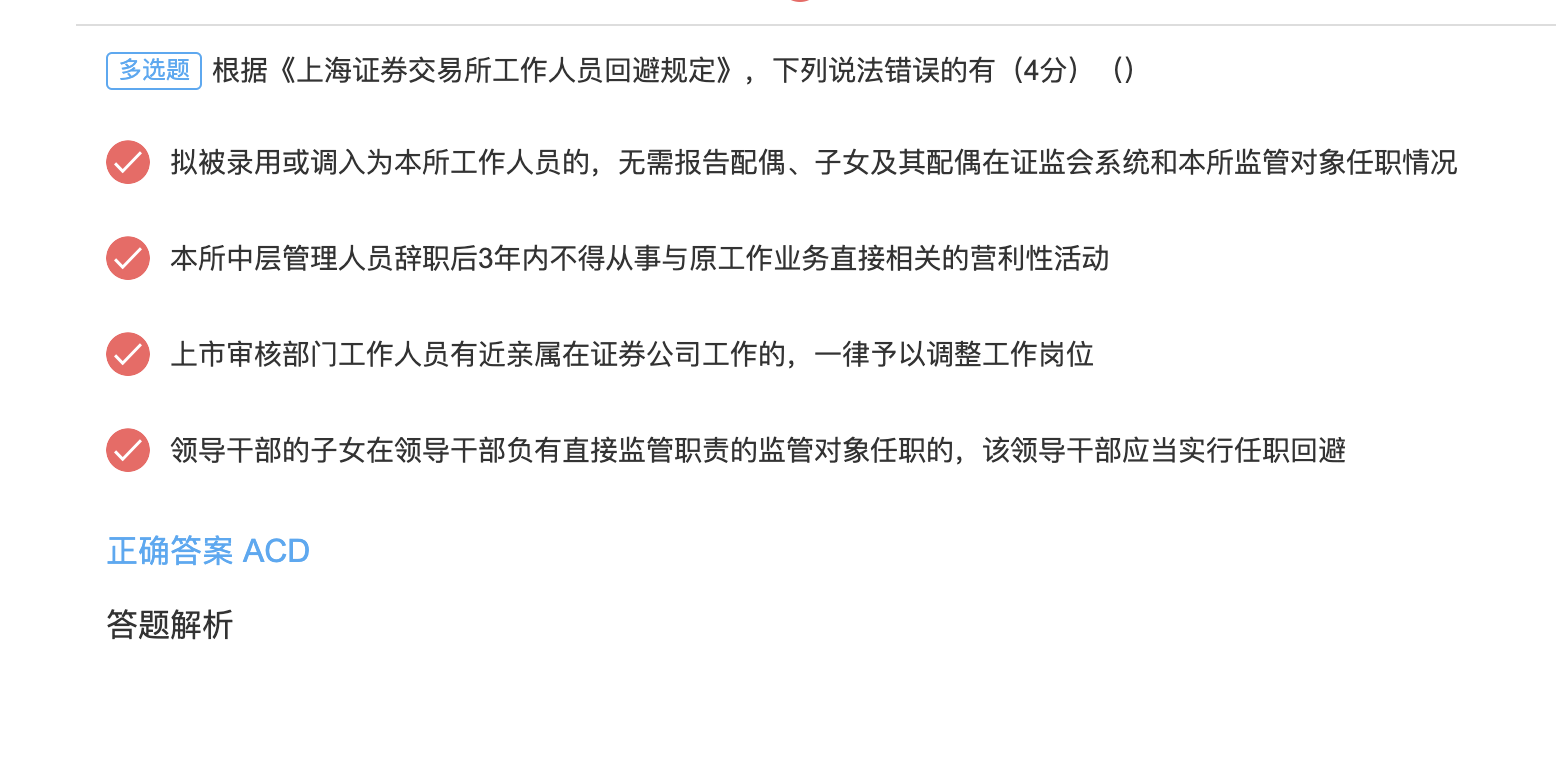 多选题 根据《上海证券交易所工作人员回避规定》，下列说法错误的有（4分）（）
拟被录用或调入为本所工作人员的，无需报告配偶、子女及其配偶在证监会系统和本所监管对象任职情况
本所中层管理人员辞职后3年内不得从事与原工作业务直接相关的营利性活动
上市审核部门工作人员有近亲属在证券公司工作的，一律予以调整工作岗位
领导干部的子女在领导干部负有直接监管职责的监管对象任职的，该领导干部应当实行任职回避
正确答案 ACD
答题解析